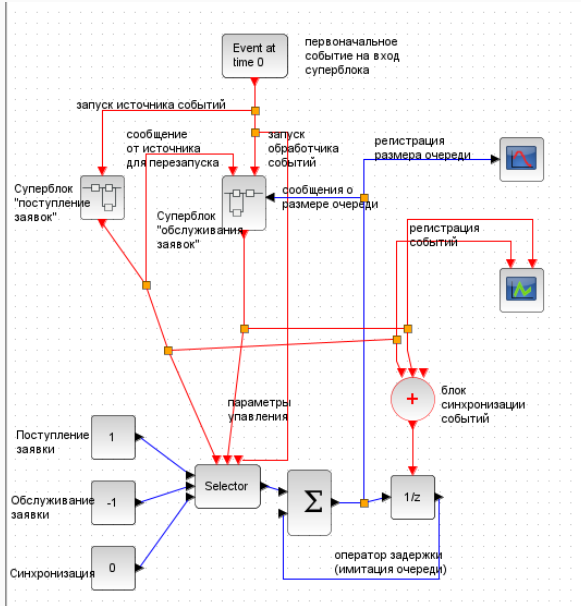 Event at
time 0
первоначальное
событие на вход
суперблока
запуск источника событий
сообщение
от источника
для перезапуска
запуск
обработчика
событий
регистрация
размера очереди
Суперблок
"поступление
заявок"
Суперблок
"обслуживания
заявок"
сообщения о
размере очереди
регистрация
событий
+
блок
синхронизации
событий
параметры
упавления
Поступление
заявки
1
Selector
Σ
1/z
Обслуживание
заявки
-1
оператор задержки
(имитация очереди)
Синхронизация
0